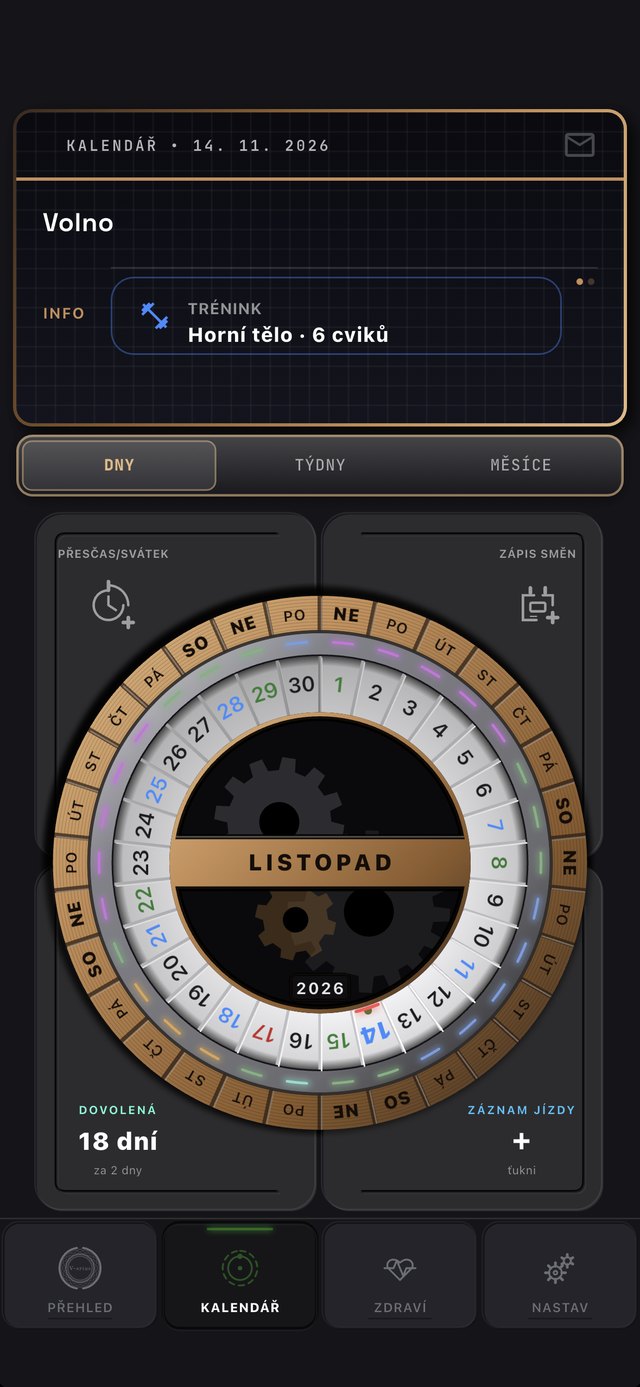 KALENDÁŘ • 14. 11. 2026
Volno
INFO
TRÉNINK
Horní tělo · 6 cviků
DNY
TÝDNY
MĚSÍCE
PŘESČAS/SVÁTEK
ZÁPIS SMĚN
NE
PO
ÚT
ST
ČT
PÁ
SO
NE
PO
ÚT
ST
ČT
PÁ
SO
NE
PO
ÚT
ST
ČT
PÁ
SO
NE
PO
ÚT
ST
ČT
PÁ
SO
NE
PO
1
2
3
4
5
6
7
8
9
10
11
12
13
14
15
16
17
18
19
20
21
22
23
24
25
26
27
28
29
30
LISTOPAD
2026
DOVOLENÁ
18 dní
za 2 dny
ZÁZNAM JÍZDY
+
ťukni
PŘEHLED
KALENDÁŘ
ZDRAVÍ
NASTAV